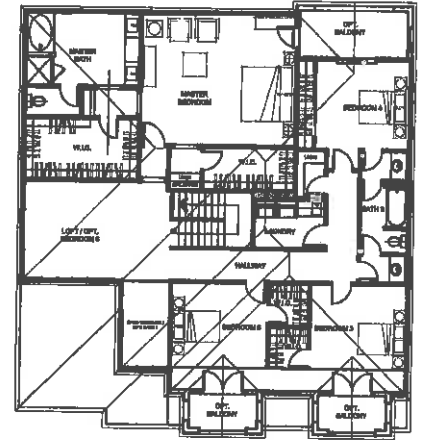 OPT.
BALCONY
MASTER
BATH
MASTER
BEDROOM
BEDROOM 4
W.I.C.
W.I.C.
LINEN
BATH 3
LOFT / OPT.
BEDROOM 6
LAUNDRY
HALLWAY
BEDROOM 5
BEDROOM 3
OPT.
BALCONY
OPT.
BALCONY